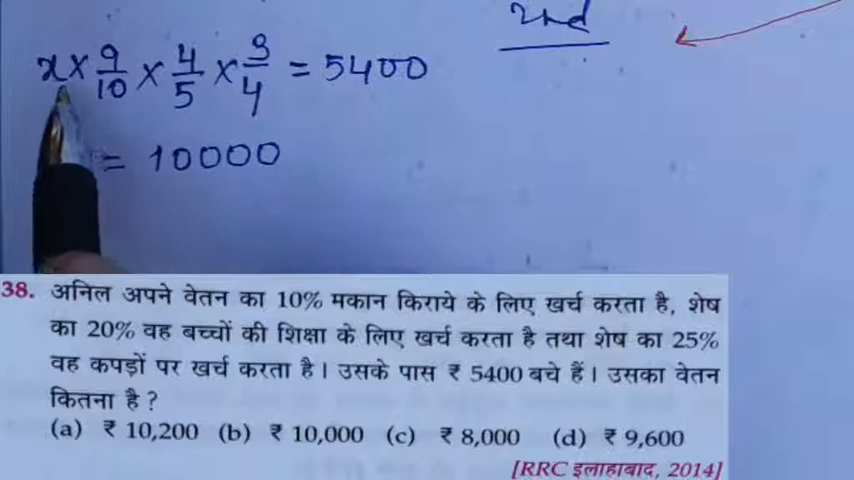 2nd
x × 9/10 × 4/5 × 3/4 = 5400
= 10000
38. अनिल अपने वेतन का 10% मकान किराये के लिए खर्च करता है, शेष
का 20% वह बच्चों की शिक्षा के लिए खर्च करता है तथा शेष का 25%
वह कपड़ों पर खर्च करता है। उसके पास ₹ 5400 बचे हैं। उसका वेतन
कितना है ?
(a) ₹ 10,200 (b) ₹ 10,000 (c) ₹ 8,000 (d) ₹ 9,600
[RRC इलाहाबाद, 2014]